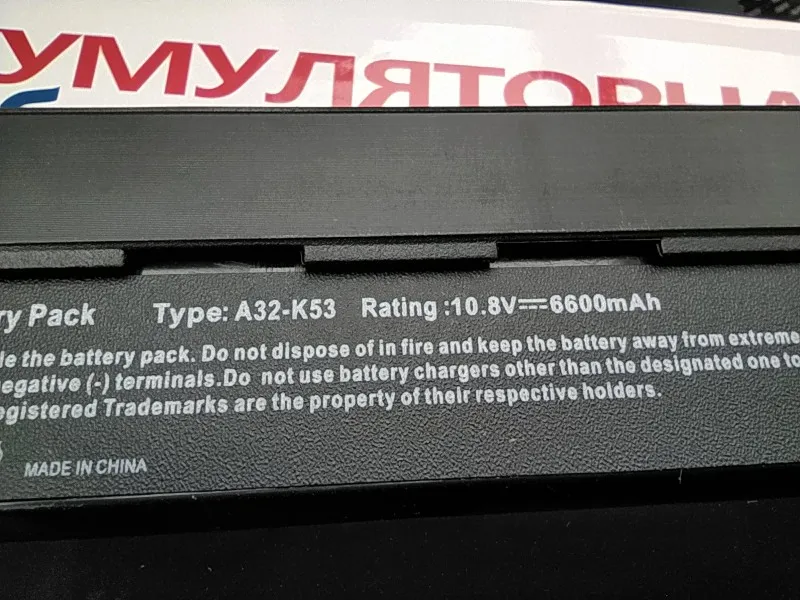 УМУЛЯТОРНА
ry Pack Type: A32-K53 Rating :10.8V⎓6600mAh
le the battery pack. Do not dispose of in fire and keep the battery away from extreme
negative (-) terminals.Do not use battery chargers other than the designated one to
egistered Trademarks are the property of their respective holders.
MADE IN CHINA